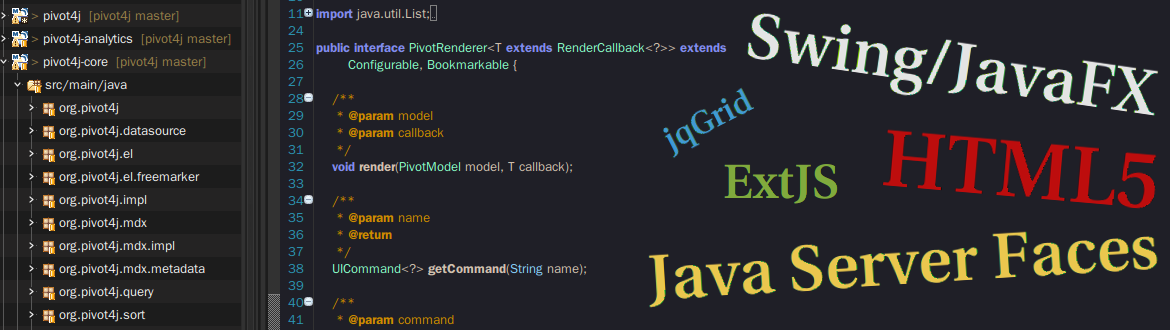 > pivot4j [pivot4j master]
> pivot4j-analytics [pivot4j master]
> pivot4j-core [pivot4j master]
src/main/java
org.pivot4j
org.pivot4j.datasource
org.pivot4j.el
org.pivot4j.el.freemarker
org.pivot4j.impl
org.pivot4j.mdx
org.pivot4j.mdx.impl
org.pivot4j.mdx.metadata
org.pivot4j.query
org.pivot4j.sort
11 import java.util.List;
24
25 public interface PivotRenderer<T extends RenderCallback<?>> extends
26 Configurable, Bookmarkable {
27
28 /**
29 * @param model
30 * @param callback
31 */
32 void render(PivotModel model, T callback);
33
34 /**
35 * @param name
36 * @return
37 */
38 UICommand<?> getCommand(String name);
39
40 /**
41 * @param command
Swing/JavaFX
jqGrid
HTML5
ExtJS
Java Server Faces